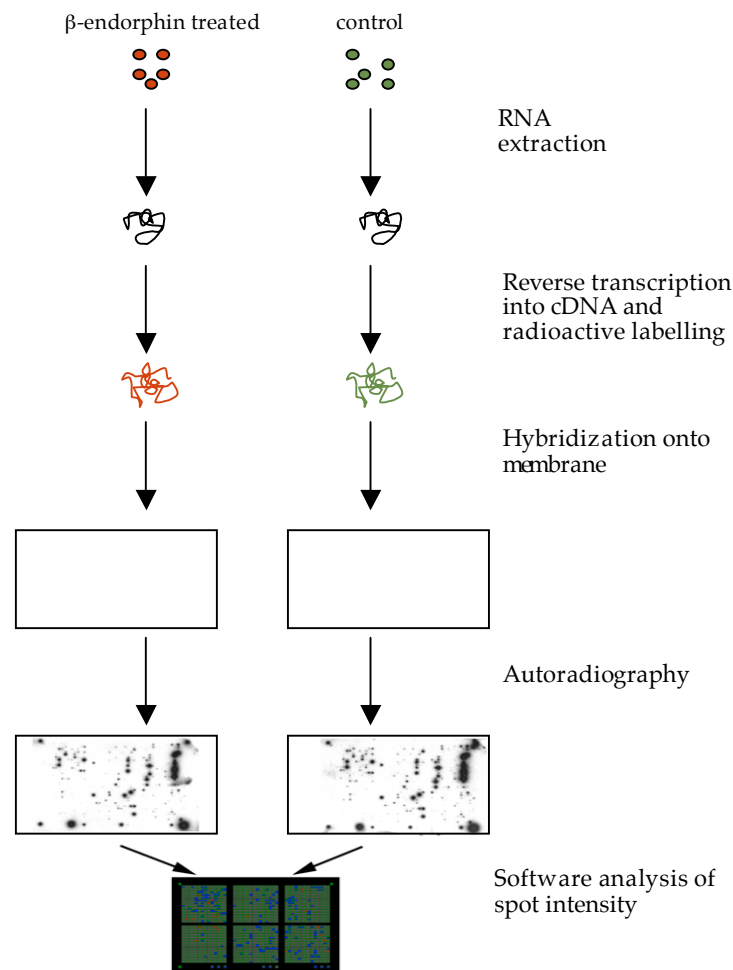 β-endorphin treated
control
RNA
extraction
Reverse transcription
into cDNA and
radioactive labelling
Hybridization onto
membrane
Autoradiography
Software analysis of
spot intensity